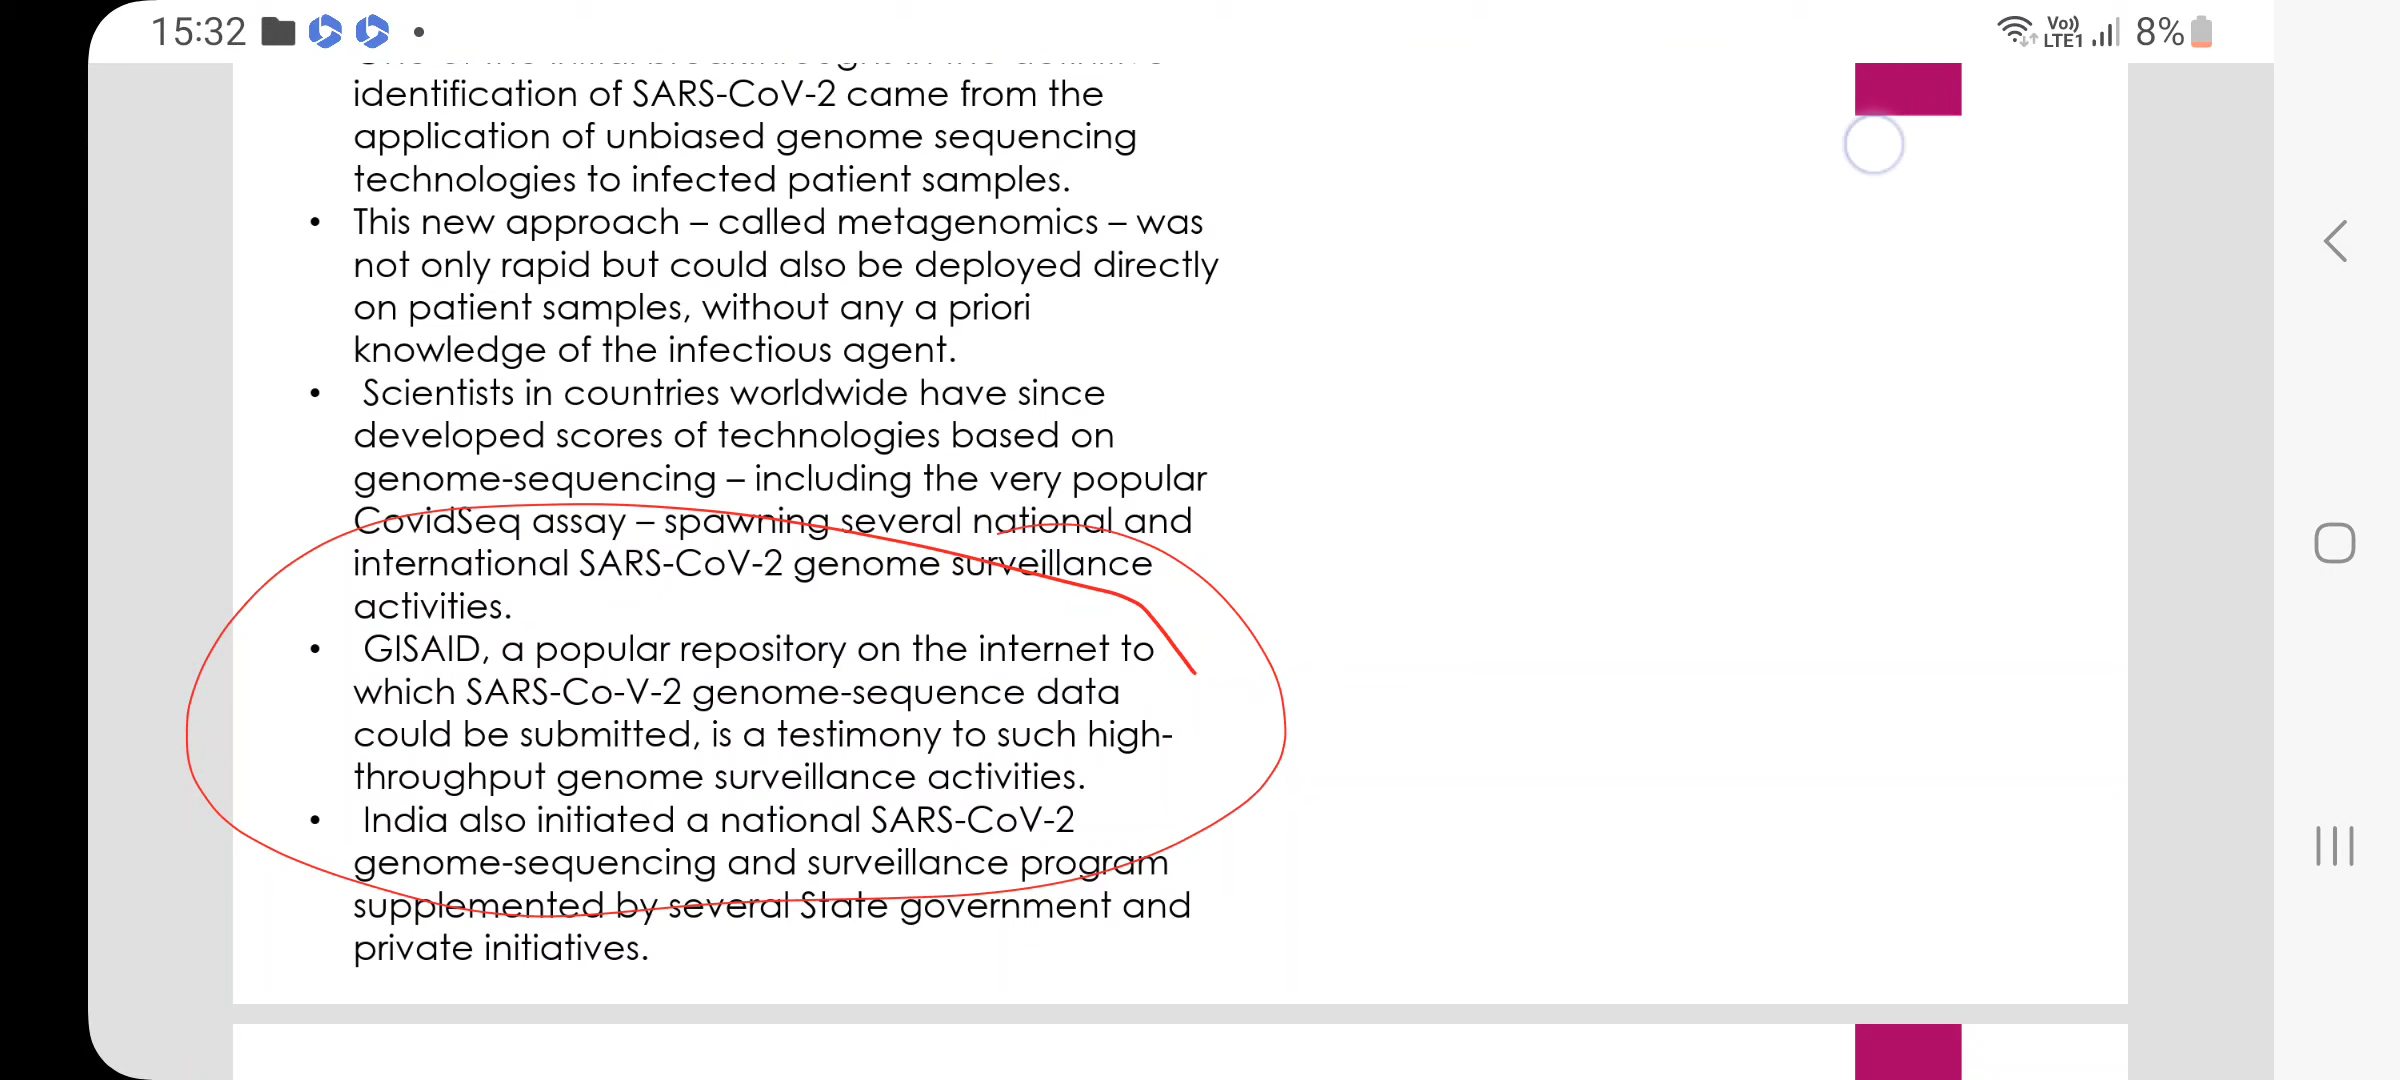 15:32
Vo)) LTE1 8%
identification of SARS-CoV-2 came from the
application of unbiased genome sequencing
technologies to infected patient samples.
• This new approach – called metagenomics – was
not only rapid but could also be deployed directly
on patient samples, without any a priori
knowledge of the infectious agent.
• Scientists in countries worldwide have since
developed scores of technologies based on
genome-sequencing – including the very popular
CovidSeq assay – spawning several national and
international SARS-CoV-2 genome surveillance
activities.
• GISAID, a popular repository on the internet to
which SARS-Co-V-2 genome-sequence data
could be submitted, is a testimony to such high-
throughput genome surveillance activities.
• India also initiated a national SARS-CoV-2
genome-sequencing and surveillance program
supplemented by several State government and
private initiatives.